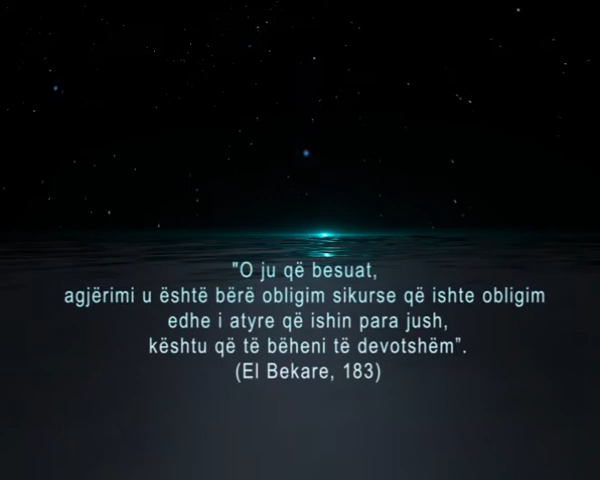 "O ju që besuat,
agjërimi u është bërë obligim sikurse që ishte obligim
edhe i atyre që ishin para jush,
kështu që të bëheni të devotshëm".
(El Bekare, 183)